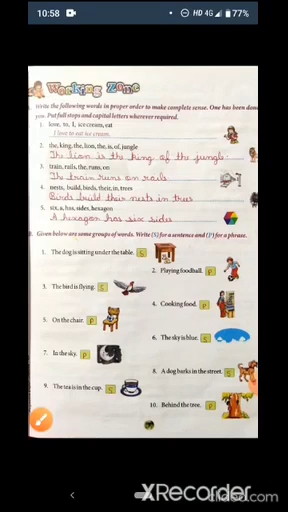 10:58
HD 4G 77%
Working Zone
Write the following words in proper order to make complete sense. One has been done
you. Put full stops and capital letters wherever required.
1. love, to, I, ice cream, eat
I love to eat ice cream.
2. the, king, the, lion, the, is, of, jungle
The lion is the king of the jungle.
3. train, rails, the, runs, on
The train runs on rails
4. nests, build, birds, their, in, trees
Birds build their nests in trees
5. six, a, has, sides, hexagon
A hexagon has six sides
Given below are some groups of words. Write (S) for a sentence and (P) for a phrase.
1. The dog is sitting under the table. S
2. Playing football. P
3. The bird is flying. S
4. Cooking food. P
5. On the chair. P
6. The sky is blue. S
7. In the sky. P
8. A dog barks in the street. S
9. The tea is in the cup. S
10. Behind the tree. P
XRecorder